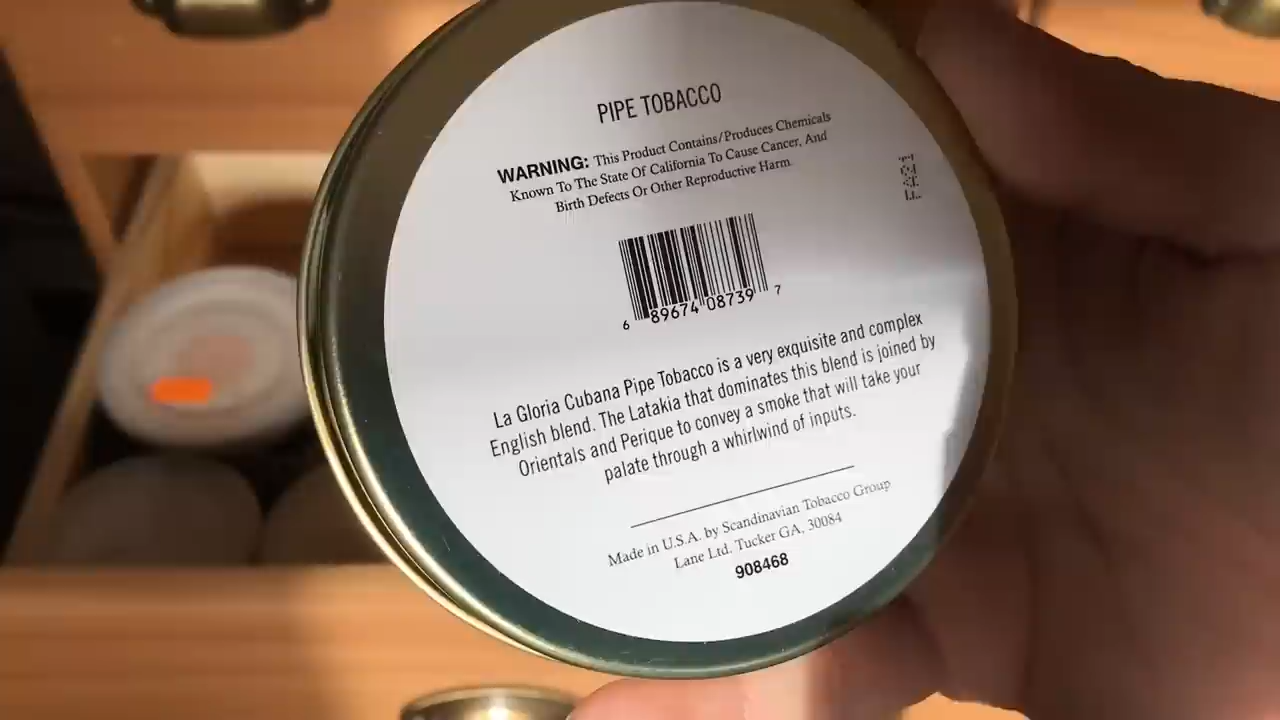 PIPE TOBACCO
WARNING: This Product Contains/Produces Chemicals
Known To The State Of California To Cause Cancer, And
Birth Defects Or Other Reproductive Harm
6 89674 08739 7
La Gloria Cubana Pipe Tobacco is a very exquisite and complex
English blend. The Latakia that dominates this blend is joined by
Orientals and Perique to convey a smoke that will take your
palate through a whirlwind of inputs.
Made in U.S.A. by Scandinavian Tobacco Group
Lane Ltd. Tucker GA, 30084
908468